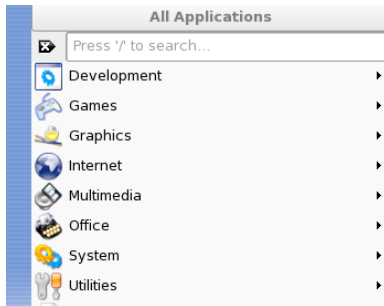 All Applications
Press '/' to search...
Development
Games
Graphics
Internet
Multimedia
Office
System
Utilities